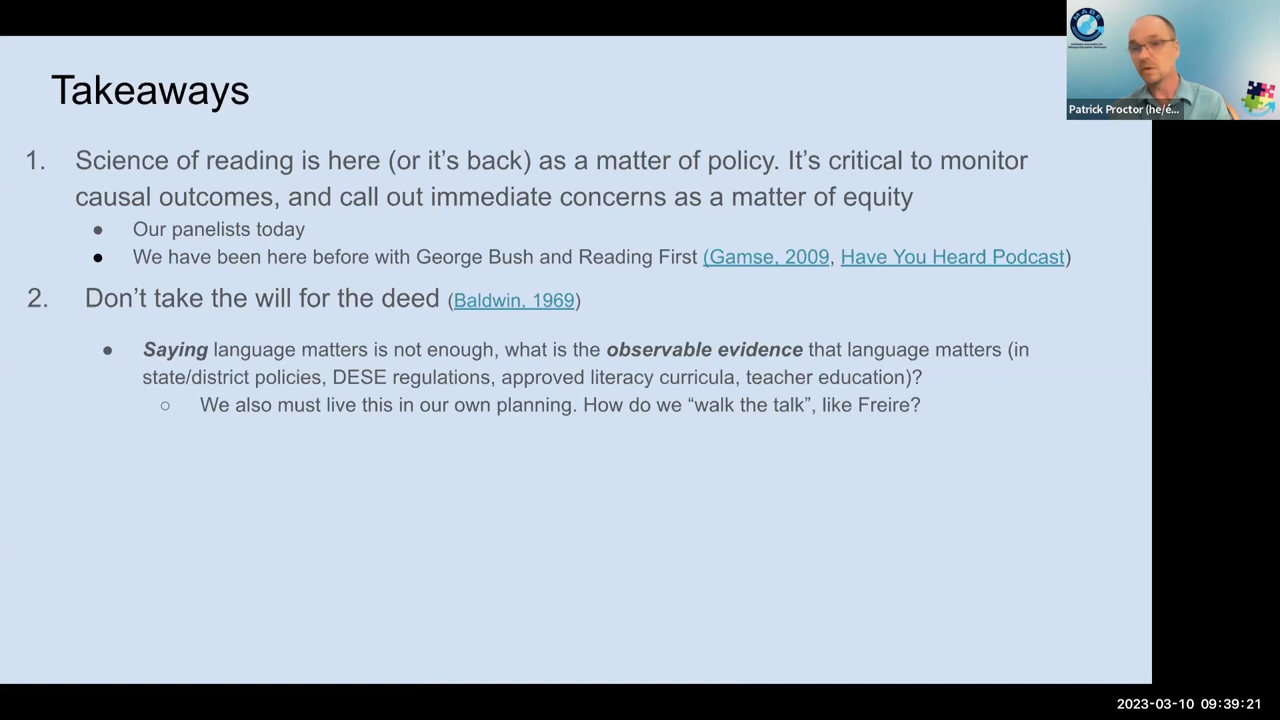 Takeaways
1. Science of reading is here (or it's back) as a matter of policy. It's critical to monitor
causal outcomes, and call out immediate concerns as a matter of equity
● Our panelists today
● We have been here before with George Bush and Reading First (Gamse, 2009, Have You Heard Podcast)
2. Don't take the will for the deed (Baldwin, 1969)
● Saying language matters is not enough, what is the observable evidence that language matters (in
state/district policies, DESE regulations, approved literacy curricula, teacher education)?
○ We also must live this in our own planning. How do we “walk the talk”, like Freire?
MABE
Patrick Proctor (he/é...
2023-03-10 09:39:21